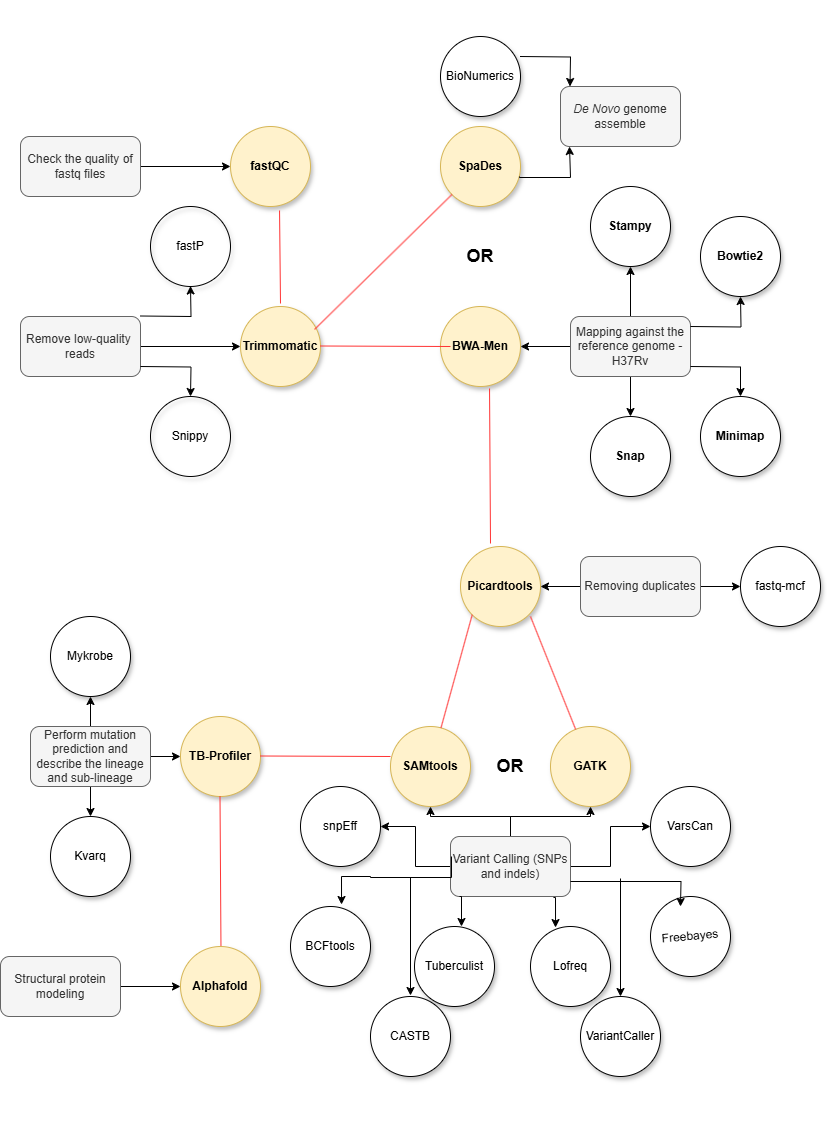 BioNumerics
De Novo genome
assemble
Check the quality of
fastq files
fastQC
SpaDes
fastP
OR
Stampy
Bowtie2
Remove low-quality
reads
Trimmomatic
BWA-Men
Mapping against the
reference genome -
H37Rv
Snippy
Snap
Minimap
Picardtools
Removing duplicates
fastq-mcf
Mykrobe
Perform mutation
prediction and
describe the lineage
and sub-lineage
TB-Profiler
SAMtools
OR
GATK
Kvarq
snpEff
Variant Calling (SNPs
and indels)
VarsCan
BCFtools
Tuberculist
Lofreq
Freebayes
Structural protein
modeling
Alphafold
CASTB
VariantCaller